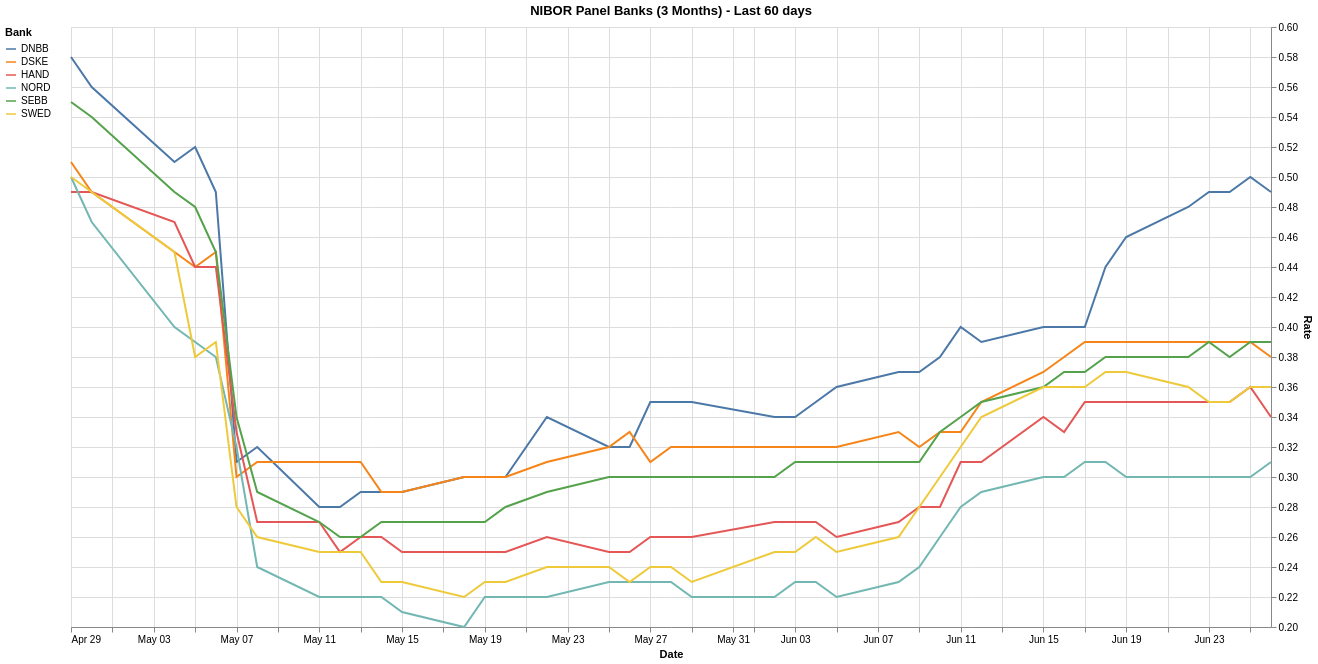 NIBOR Panel Banks (3 Months) - Last 60 days
Bank
DNBB
DSKE
HAND
NORD
SEBB
SWED
0.60
0.58
0.56
0.54
0.52
0.50
0.48
0.46
0.44
0.42
0.40
0.38
0.36
0.34
0.32
0.30
0.28
0.26
0.24
0.22
0.20
Rate
Apr 29 May 03 May 07 May 11 May 15 May 19 May 23 May 27 May 31 Jun 03 Jun 07 Jun 11 Jun 15 Jun 19 Jun 23
Date